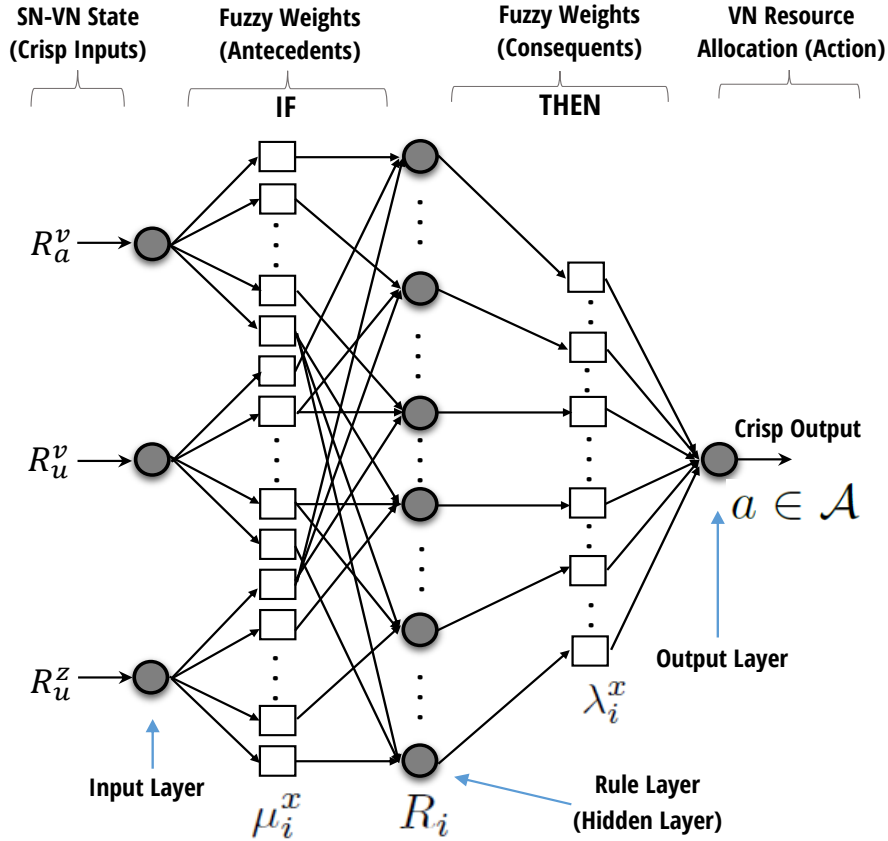 SN-VN State
(Crisp Inputs)
Fuzzy Weights
(Antecedents)
Fuzzy Weights
(Consequents)
VN Resource
Allocation (Action)
IF
THEN
R_a^v
R_u^v
R_u^z
Crisp Output
a ∈ 𝒜
Output Layer
λ_i^x
Input Layer
μ_i^x
R_i
Rule Layer
(Hidden Layer)